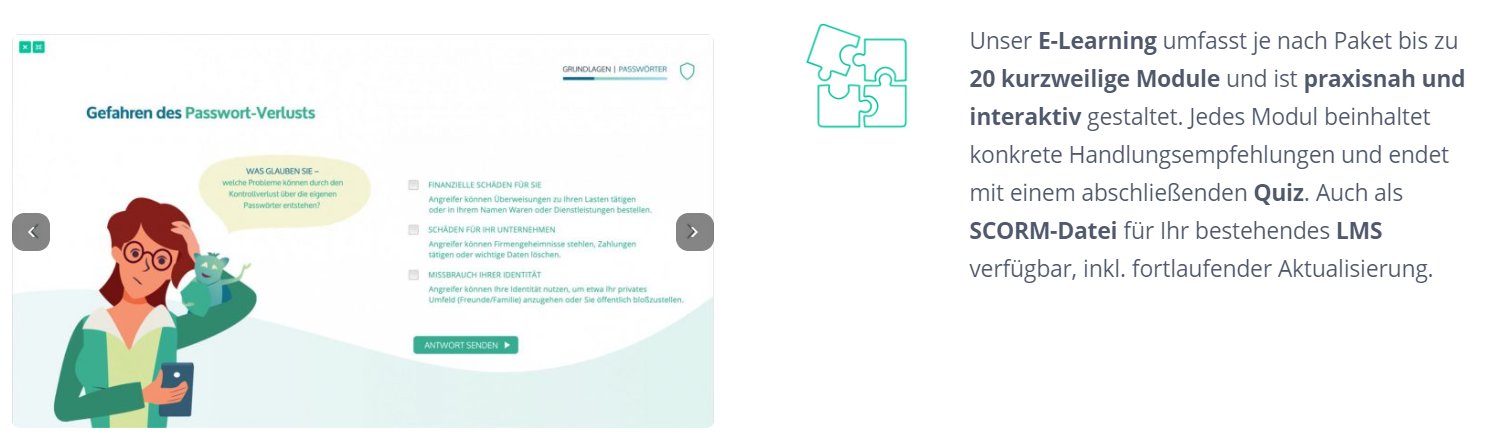 GRUNDLAGEN | PASSWÖRTER
Gefahren des Passwort-Verlusts
WAS GLAUBEN SIE –
welche Probleme können durch den
Kontrollverlust über die eigenen
Passwörter entstehen?
FINANZIELLE SCHÄDEN FÜR SIE
Angreifer können Überweisungen zu Ihren Lasten tätigen
oder in Ihrem Namen Waren oder Dienstleistungen bestellen.
SCHÄDEN FÜR IHR UNTERNEHMEN
Angreifer können Firmengeheimnisse stehlen, Zahlungen
tätigen oder wichtige Daten löschen.
MISSBRAUCH IHRER IDENTITÄT
Angreifer können Ihre Identität nutzen, um etwa Ihr privates
Umfeld (Freunde/Familie) anzugehen oder Sie öffentlich bloßzustellen.
ANTWORT SENDEN
Unser E-Learning umfasst je nach Paket bis zu
20 kurzweilige Module und ist praxisnah und
interaktiv gestaltet. Jedes Modul beinhaltet
konkrete Handlungsempfehlungen und endet
mit einem abschließenden Quiz. Auch als
SCORM-Datei für Ihr bestehendes LMS
verfügbar, inkl. fortlaufender Aktualisierung.